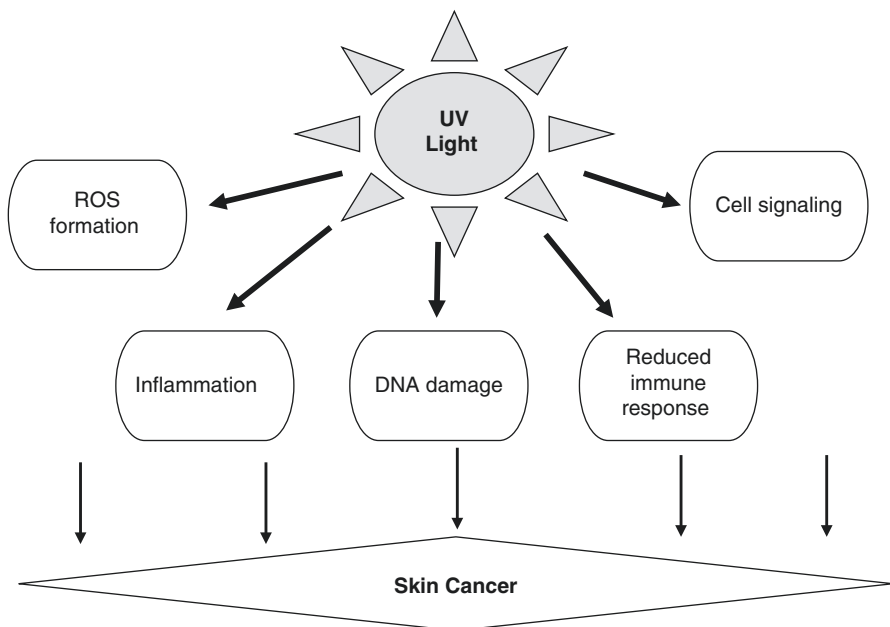 UV
Light
ROS
formation
Cell signaling
Inflammation
DNA damage
Reduced
immune
response
Skin Cancer